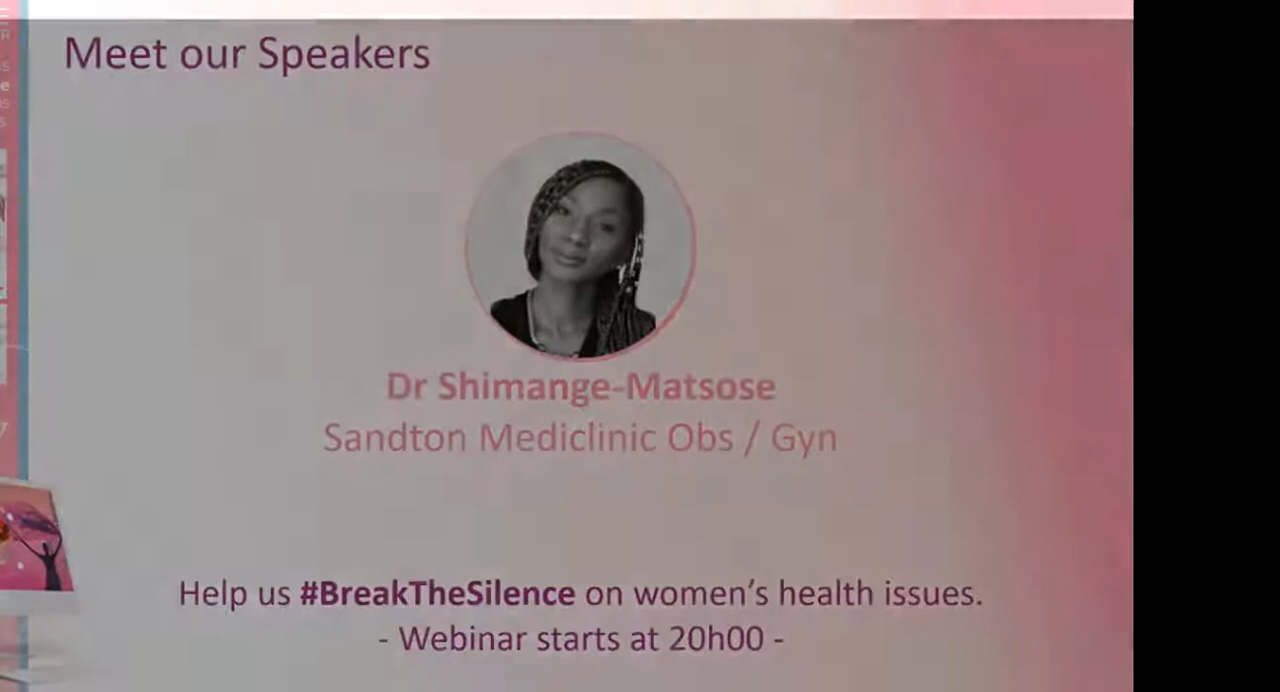 Meet our Speakers
Dr Shimange-Matsose
Sandton Mediclinic Obs / Gyn
Help us #BreakTheSilence on women's health issues.
- Webinar starts at 20h00 -